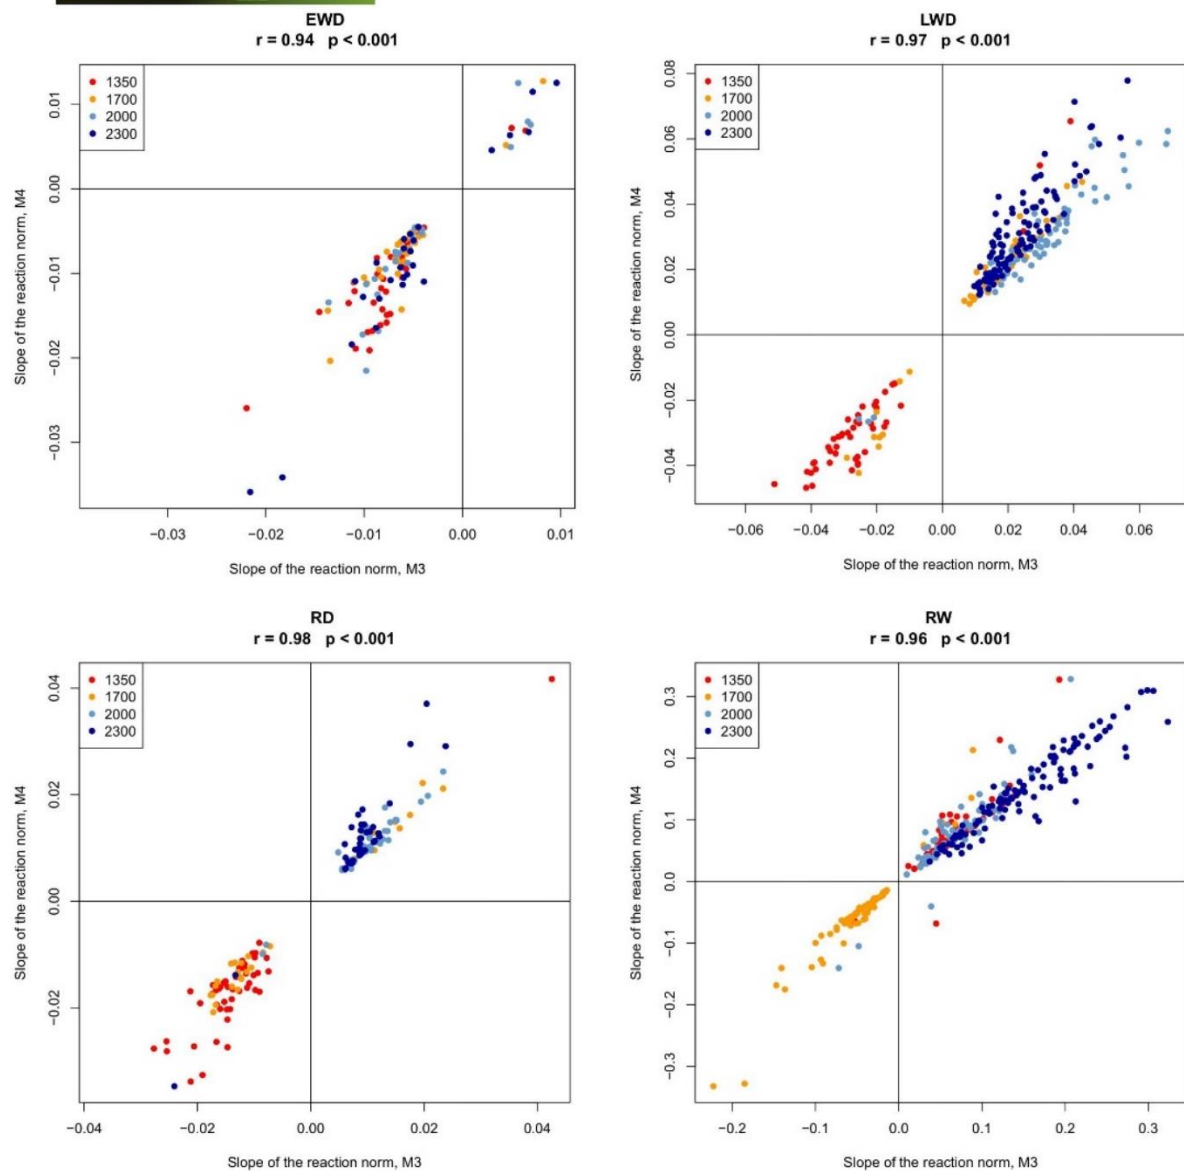 EWD
r = 0.94 p < 0.001
1350
1700
2000
2300
0.01
0.00
−0.01
−0.02
−0.03
Slope of the reaction norm, M4
−0.03 −0.02 −0.01 0.00 0.01
Slope of the reaction norm, M3
LWD
r = 0.97 p < 0.001
1350
1700
2000
2300
0.08
0.06
0.04
0.02
0.00
−0.02
−0.04
Slope of the reaction norm, M4
−0.06 −0.04 −0.02 0.00 0.02 0.04 0.06
Slope of the reaction norm, M3
RD
r = 0.98 p < 0.001
1350
1700
2000
2300
0.04
0.02
0.00
−0.02
Slope of the reaction norm, M4
−0.04 −0.02 0.00 0.02 0.04
Slope of the reaction norm, M3
RW
r = 0.96 p < 0.001
1350
1700
2000
2300
0.3
0.2
0.1
0.0
−0.1
−0.2
−0.3
Slope of the reaction norm, M4
−0.2 −0.1 0.0 0.1 0.2 0.3
Slope of the reaction norm, M3